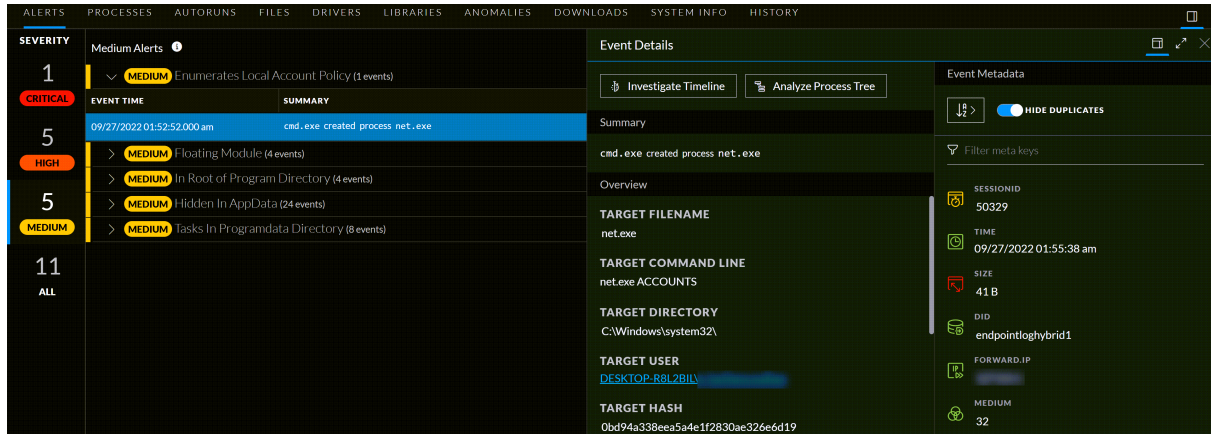 ALERTS PROCESSES AUTORUNS FILES DRIVERS LIBRARIES ANOMALIES DOWNLOADS SYSTEM INFO HISTORY
SEVERITY
1
CRITICAL
5
HIGH
5
MEDIUM
11
ALL
Medium Alerts
MEDIUM Enumerates Local Account Policy (1 events)
EVENT TIME SUMMARY
09/27/2022 01:52:52.000 am cmd.exe created process net.exe
MEDIUM Floating Module (4 events)
MEDIUM In Root of Program Directory (4 events)
MEDIUM Hidden In AppData (24 events)
MEDIUM Tasks In Programdata Directory (8 events)
Event Details
Investigate Timeline Analyze Process Tree
Summary
cmd.exe created process net.exe
Overview
TARGET FILENAME
net.exe
TARGET COMMAND LINE
net.exe ACCOUNTS
TARGET DIRECTORY
C:\Windows\system32\
TARGET USER
DESKTOP-R8L2BIL\
TARGET HASH
0bd94a338eea5a4e1f2830ae326e6d19
Event Metadata
HIDE DUPLICATES
Filter meta keys
SESSIONID
50329
TIME
09/27/2022 01:55:38 am
SIZE
41 B
DID
endpointloghybrid1
FORWARD.IP
MEDIUM
32